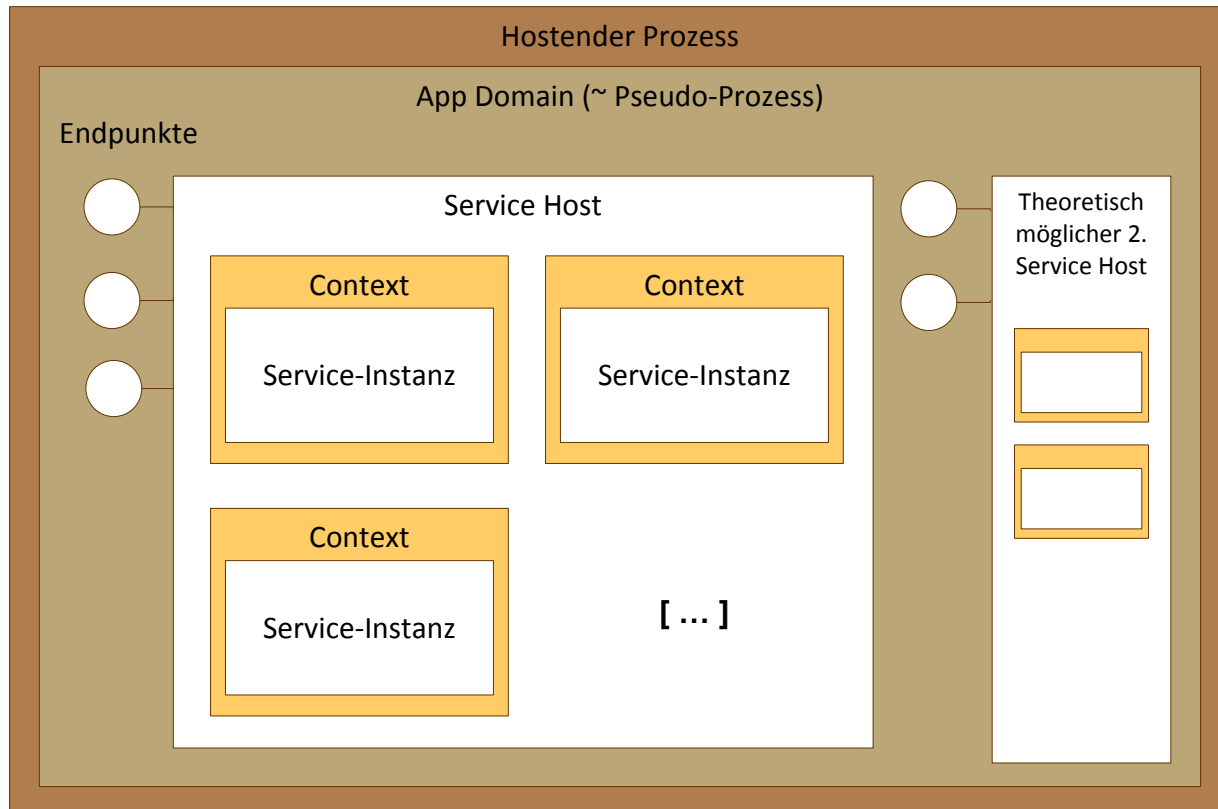 Hostender Prozess
App Domain (~ Pseudo-Prozess)
Endpunkte
Service Host
Context
Service-Instanz
Context
Service-Instanz
Context
Service-Instanz
[ ... ]
Theoretisch
möglicher 2.
Service Host